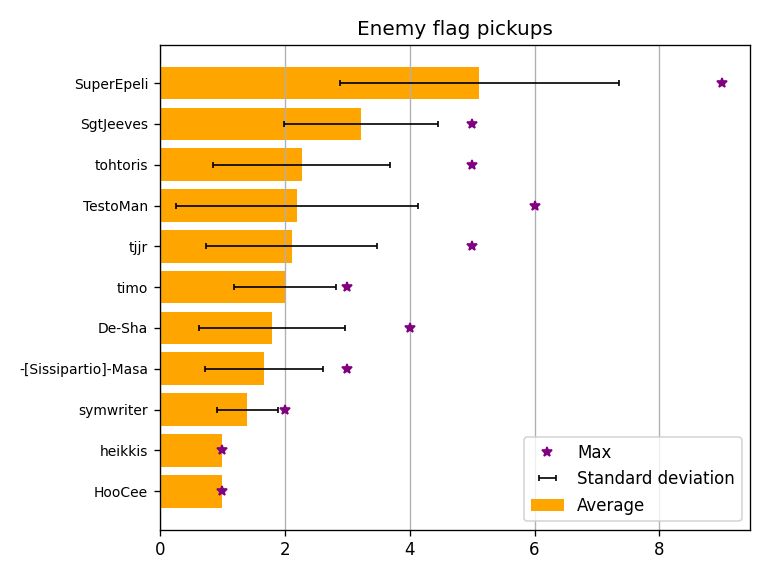 Enemy flag pickups
SuperEpeli
SgtJeeves
tohtoris
TestoMan
tjjr
timo
De-Sha
-[Sissipartio]-Masa
symwriter
heikkis
HooCee
Max
Standard deviation
Average
0 2 4 6 8